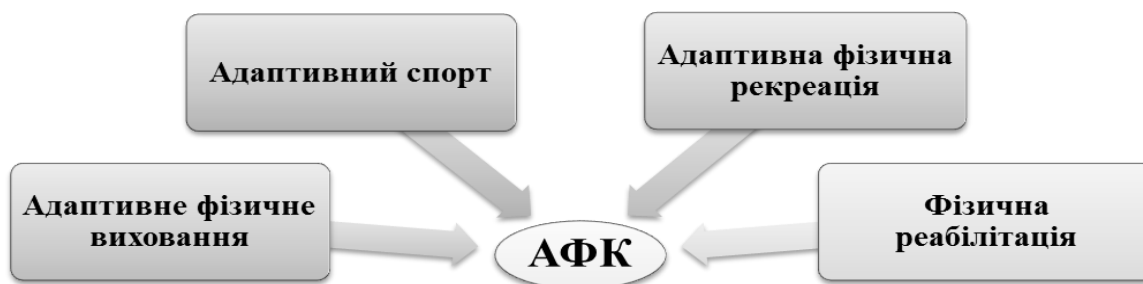 Адаптивний спорт
Адаптивна фізична
рекреація
Адаптивне фізичне
виховання
Фізична
реабілітація
АФК